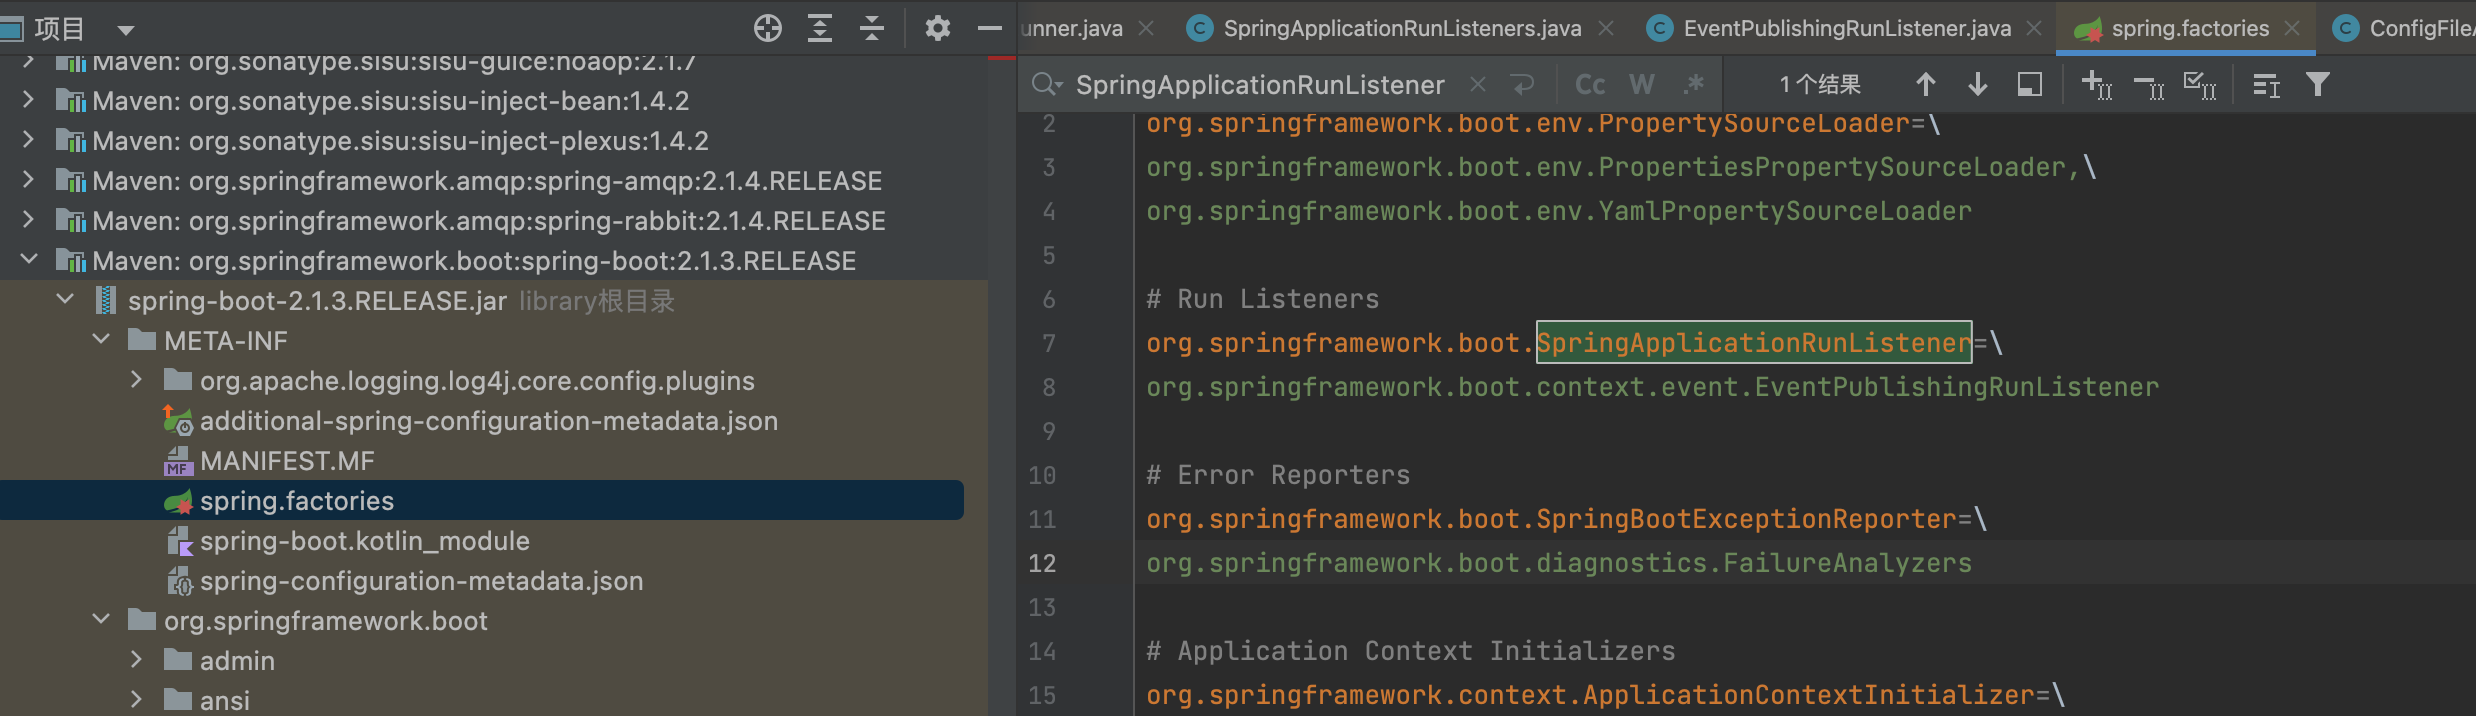 项目
Maven: org.sonatype.sisu:sisu-guice:noaop:2.1.7
Maven: org.sonatype.sisu:sisu-inject-bean:1.4.2
Maven: org.sonatype.sisu:sisu-inject-plexus:1.4.2
Maven: org.springframework.amqp:spring-amqp:2.1.4.RELEASE
Maven: org.springframework.amqp:spring-rabbit:2.1.4.RELEASE
Maven: org.springframework.boot:spring-boot:2.1.3.RELEASE
spring-boot-2.1.3.RELEASE.jar library根目录
META-INF
org.apache.logging.log4j.core.config.plugins
additional-spring-configuration-metadata.json
MANIFEST.MF
spring.factories
spring-boot.kotlin_module
spring-configuration-metadata.json
org.springframework.boot
admin
ansi
unner.java SpringApplicationRunListeners.java EventPublishingRunListener.java spring.factories ConfigFileA
SpringApplicationRunListener Cc W .* 1 个结果
2 org.springframework.boot.env.PropertySourceLoader=\
3 org.springframework.boot.env.PropertiesPropertySourceLoader,\
4 org.springframework.boot.env.YamlPropertySourceLoader
5
6 # Run Listeners
7 org.springframework.boot.SpringApplicationRunListener=\
8 org.springframework.boot.context.event.EventPublishingRunListener
9
10 # Error Reporters
11 org.springframework.boot.SpringBootExceptionReporter=\
12 org.springframework.boot.diagnostics.FailureAnalyzers
13
14 # Application Context Initializers
15 org.springframework.context.ApplicationContextInitializer=\